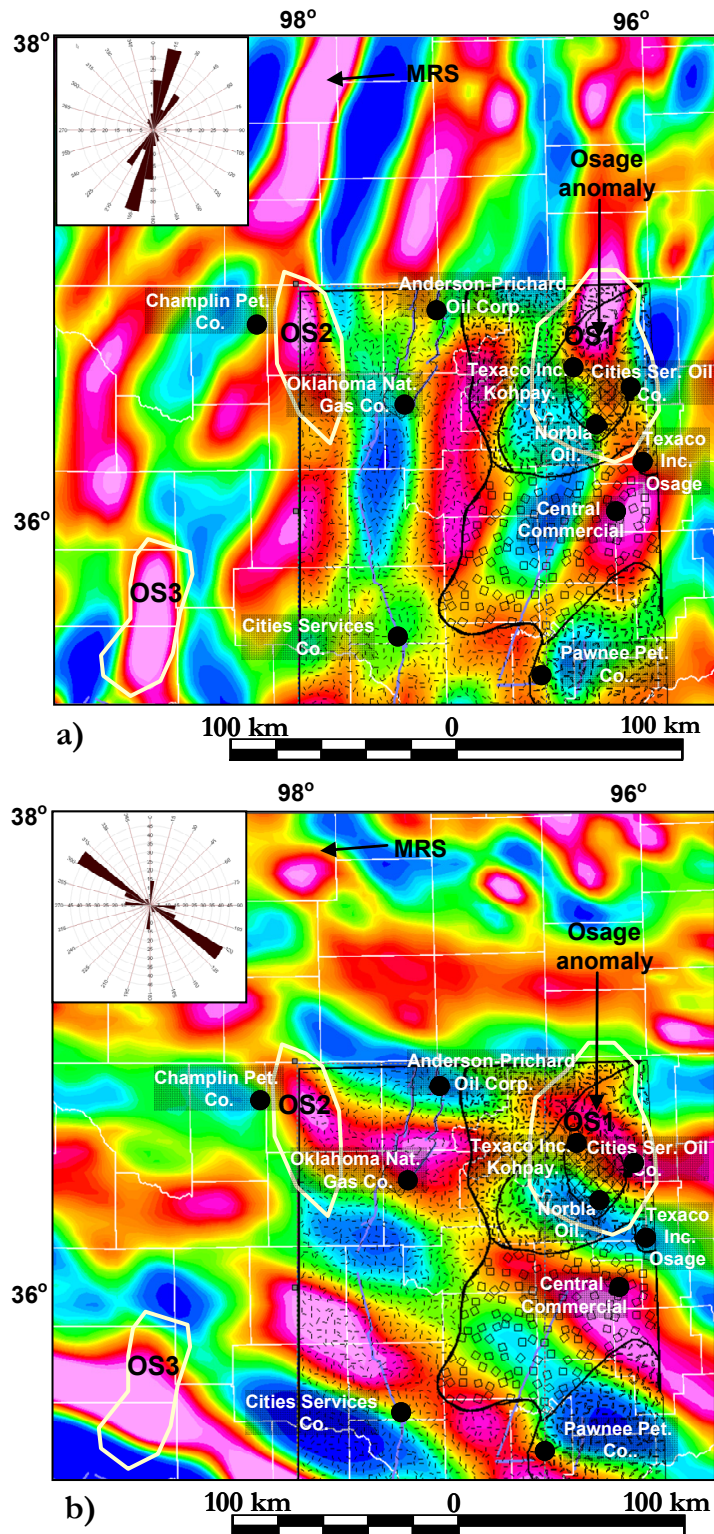 98°
96°
38°
MRS
Osage
anomaly
Champlin Pet.
Co.
Anderson-Prichard
Oil Corp.
OS2
OS1
Oklahoma Nat.
Gas Co.
Texaco Inc.
Kohpay.
Cities Ser. Oil
Co.
Norbla
Oil.
Texaco
Inc.
Osage
36°
Central
Commercial
OS3
Cities Services
Co.
Pawnee Pet.
Co..
a)
100 km
0
100 km
98°
96°
38°
MRS
Osage
anomaly
Champlin Pet.
Co.
Anderson-Prichard
Oil Corp.
OS2
OS1
Oklahoma Nat.
Gas Co.
Texaco Inc.
Kohpay.
Cities Ser. Oil
Co.
Norbla
Oil.
Texaco
Inc.
Osage
36°
Central
Commercial
OS3
Cities Services
Co.
Pawnee Pet.
Co..
b)
100 km
0
100 km